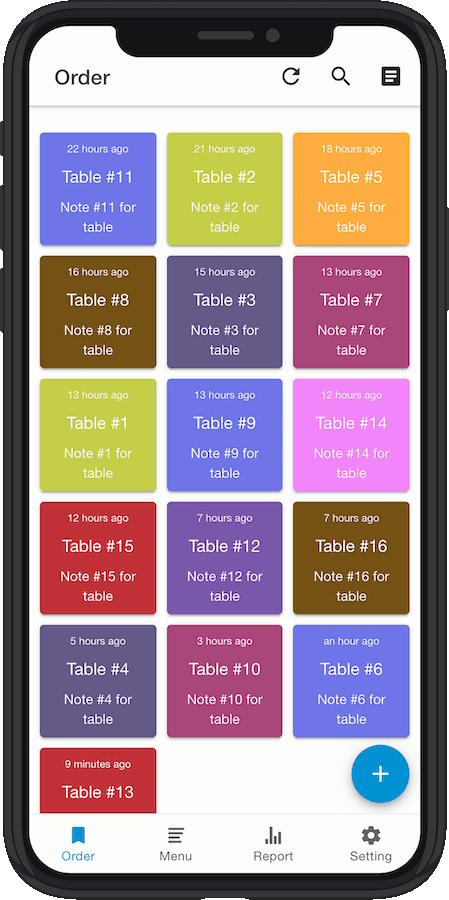 Order
22 hours ago
Table #11
Note #11 for
table
21 hours ago
Table #2
Note #2 for
table
18 hours ago
Table #5
Note #5 for
table
16 hours ago
Table #8
Note #8 for
table
15 hours ago
Table #3
Note #3 for
table
13 hours ago
Table #7
Note #7 for
table
13 hours ago
Table #1
Note #1 for
table
13 hours ago
Table #9
Note #9 for
table
12 hours ago
Table #14
Note #14 for
table
12 hours ago
Table #15
Note #15 for
table
7 hours ago
Table #12
Note #12 for
table
7 hours ago
Table #16
Note #16 for
table
5 hours ago
Table #4
Note #4 for
table
3 hours ago
Table #10
Note #10 for
table
an hour ago
Table #6
Note #6 for
table
9 minutes ago
Table #13
Order
Menu
Report
Setting